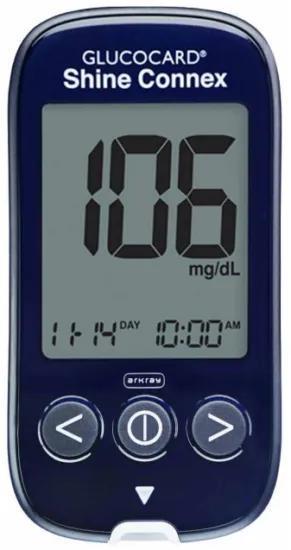 GLUCOCARD®
Shine Connex
106
mg/dL
11-14 DAY 10:00 AM
arkray